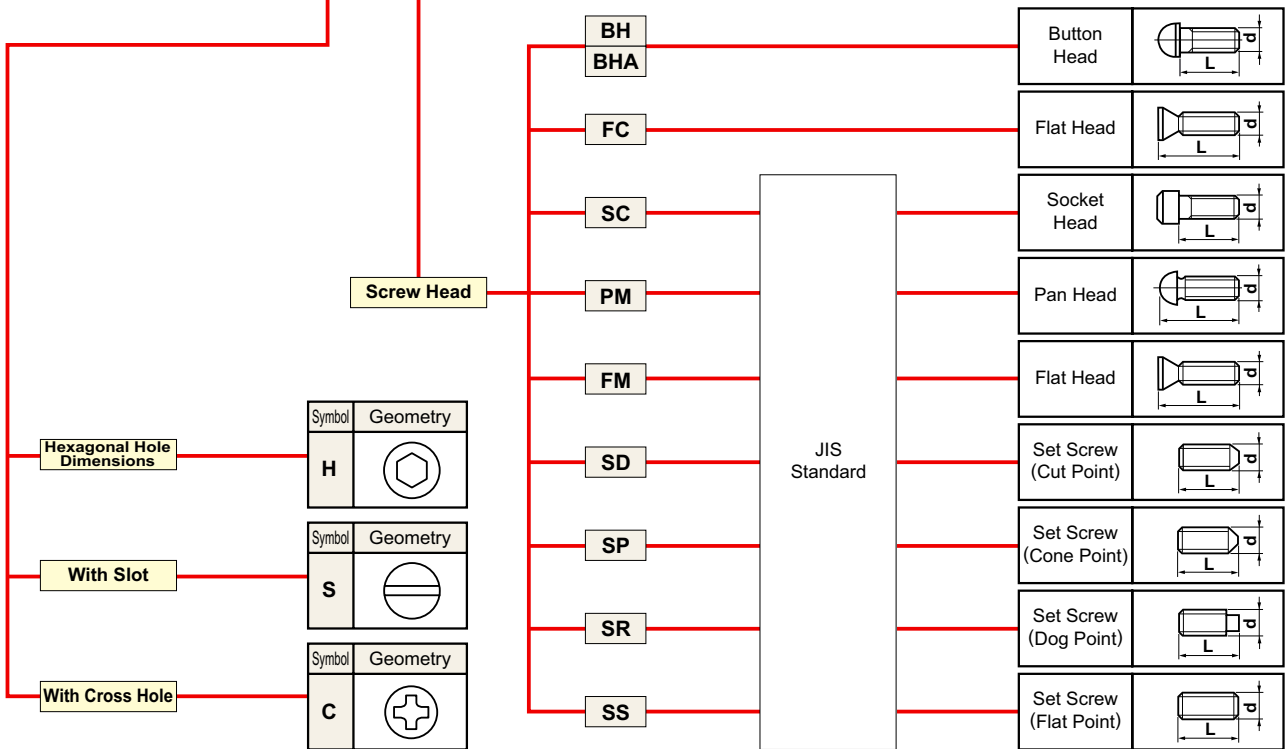 BH
BHA
Button
Head
L
d
FC
Flat Head
L
d
SC
Socket
Head
L
d
Screw Head
PM
Pan Head
L
d
FM
Flat Head
L
d
JIS
Standard
SD
Set Screw
(Cut Point)
L
d
SP
Set Screw
(Cone Point)
L
d
SR
Set Screw
(Dog Point)
L
d
SS
Set Screw
(Flat Point)
L
d
Hexagonal Hole
Dimensions
Symbol Geometry
H
With Slot
Symbol Geometry
S
With Cross Hole
Symbol Geometry
C